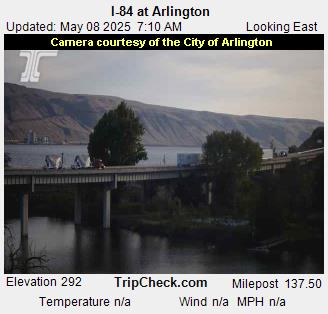 I-84 at Arlington
Updated: May 08 2025 7:10 AM Looking East
Camera courtesy of the City of Arlington
Elevation 292 TripCheck.com Milepost 137.50
Temperature n/a Wind n/a MPH n/a